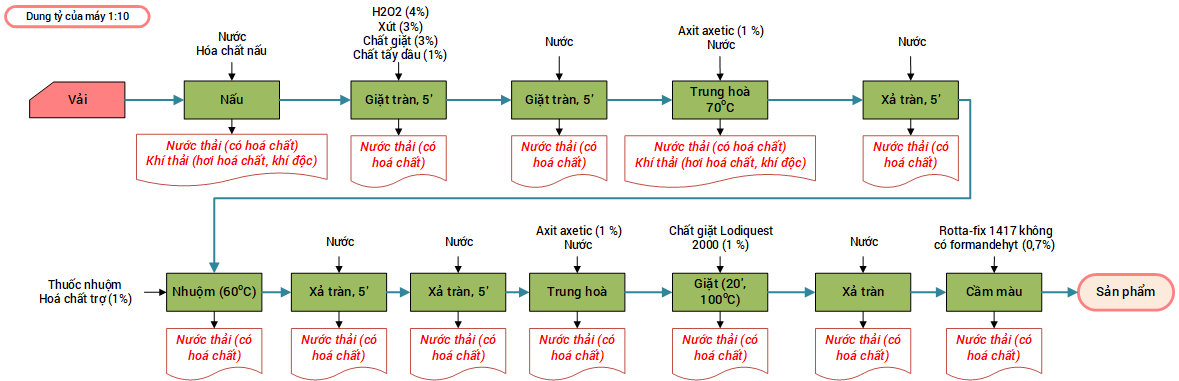 Dung tỷ của máy 1:10
Nước
Hóa chất nấu
H2O2 (4%)
Xút (3%)
Chất giặt (3%)
Chất tẩy dầu (1%)
Nước
Axit axetic (1 %)
Nước
Nước
Vải
Nấu
Giặt tràn, 5’
Giặt tràn, 5’
Trung hoà
70⁰C
Xả tràn, 5’
Nước thải (có hoá chất)
Khí thải (hơi hoá chất, khí độc)
Nước thải (có
hoá chất)
Nước thải (có
hoá chất)
Nước thải (có hoá chất)
Khí thải (hơi hoá chất, khí độc)
Nước thải (có
hoá chất)
Nước
Nước
Axit axetic (1 %)
Nước
Chất giặt Lodiquest
2000 (1 %)
Nước
Rotta-fix 1417 không
có formandehyt (0,7%)
Thuốc nhuộm
Hoá chất trợ (1%)
Nhuộm (60⁰C)
Xả tràn, 5’
Xả tràn, 5’
Trung hoà
Giặt (20’,
100⁰C)
Xả tràn
Cầm màu
Sản phẩm
Nước thải (có
hoá chất)
Nước thải (có
hoá chất)
Nước thải (có
hoá chất)
Nước thải (có
hoá chất)
Nước thải (có
hoá chất)
Nước thải (có
hoá chất)
Nước thải (có
hoá chất)